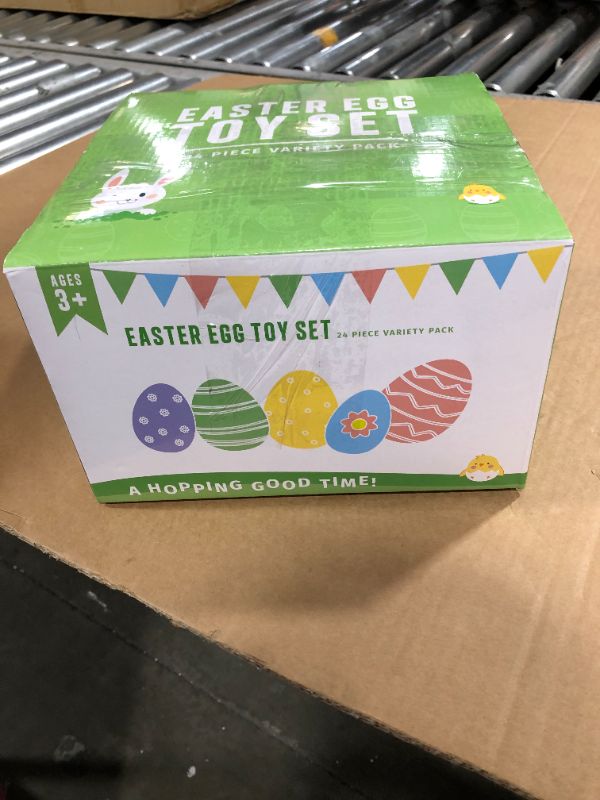 EASTER EGG
TOY SET
24 PIECE VARIETY PACK
AGES
3+
EASTER EGG TOY SET 24 PIECE VARIETY PACK
A HOPPING GOOD TIME!